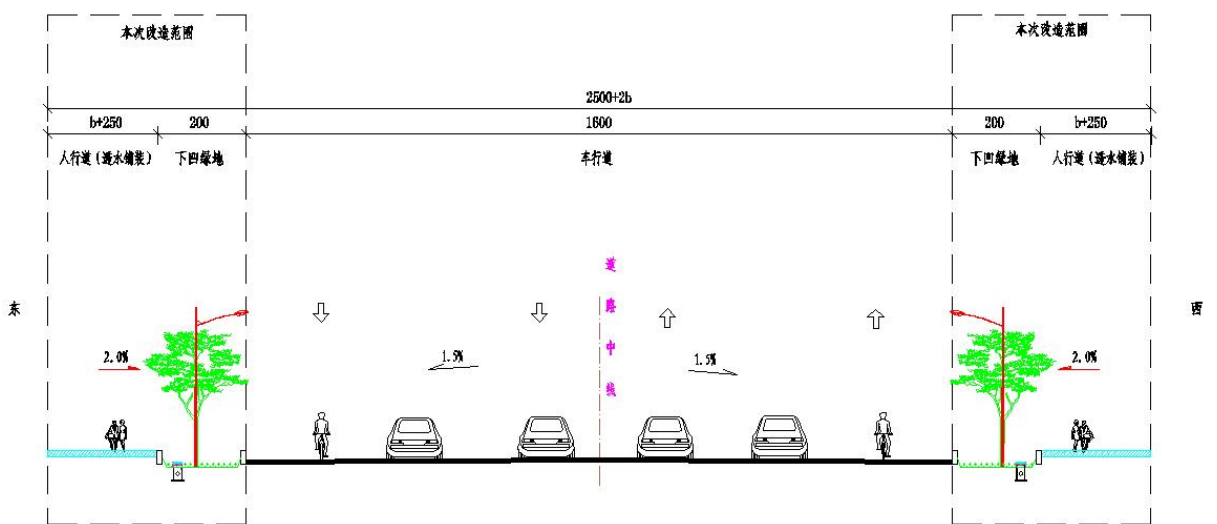 本次改造范围
本次改造范围
2500+2b
b+250
200
1600
200
b+250
人行道(透水铺装)
下凹绿地
车行道
下凹绿地
人行道(透水铺装)
道路中线
东
西
2.0%
1.5%
1.5%
2.0%